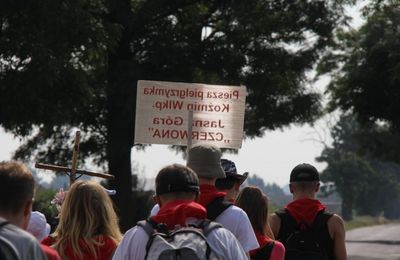 Piesza pielgrzymka
Koźmin Wlkp.
Jasna Góra
"CZERWONA"